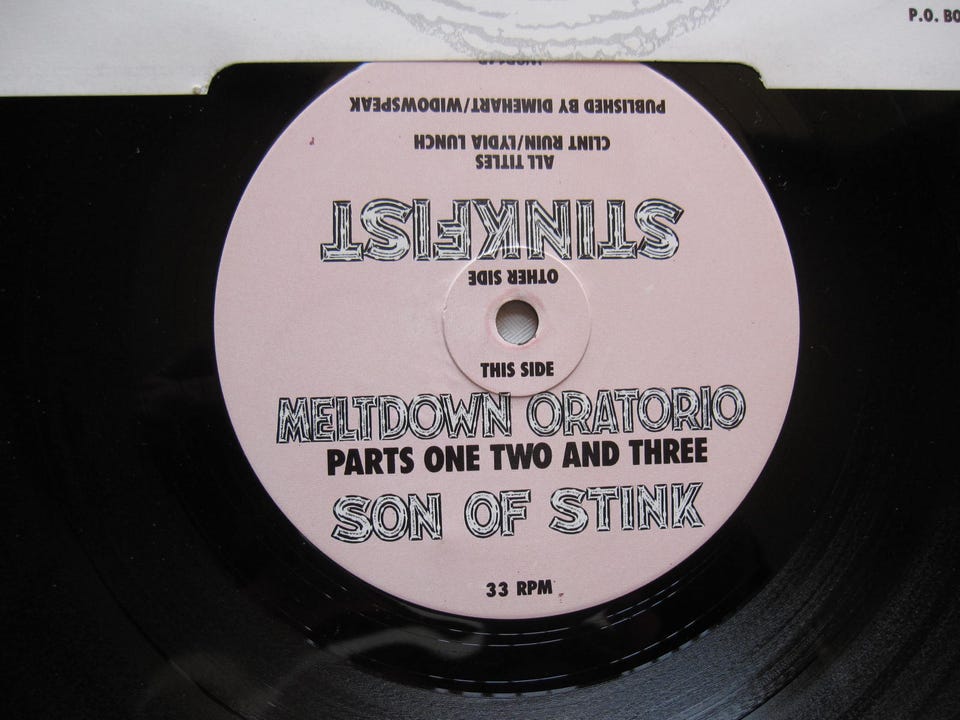 P.O. BO
PUBLISHED BY DIMEHART/WIDOWSPEAK
CLINT RUIN/LYDIA LUNCH
ALL TITLES
STINKFIST
OTHER SIDE
THIS SIDE
MELTDOWN ORATORIO
PARTS ONE TWO AND THREE
SON OF STINK
33 RPM